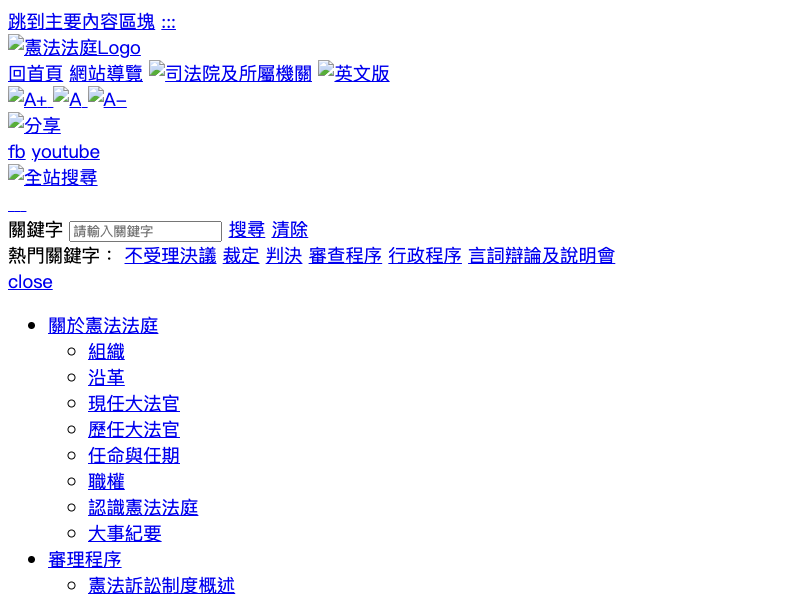 跳到主要內容區塊 :::
憲法法庭Logo
回首頁 網站導覽 司法院及所屬機關 英文版
A+ A A-
分享
fb youtube
全站搜尋
關鍵字 請輸入關鍵字 搜尋 清除
熱門關鍵字： 不受理決議 裁定 判決 審查程序 行政程序 言詞辯論及說明會
close
關於憲法法庭
組織
沿革
現任大法官
歷任大法官
任命與任期
職權
認識憲法法庭
大事紀要
審理程序
憲法訴訟制度概述